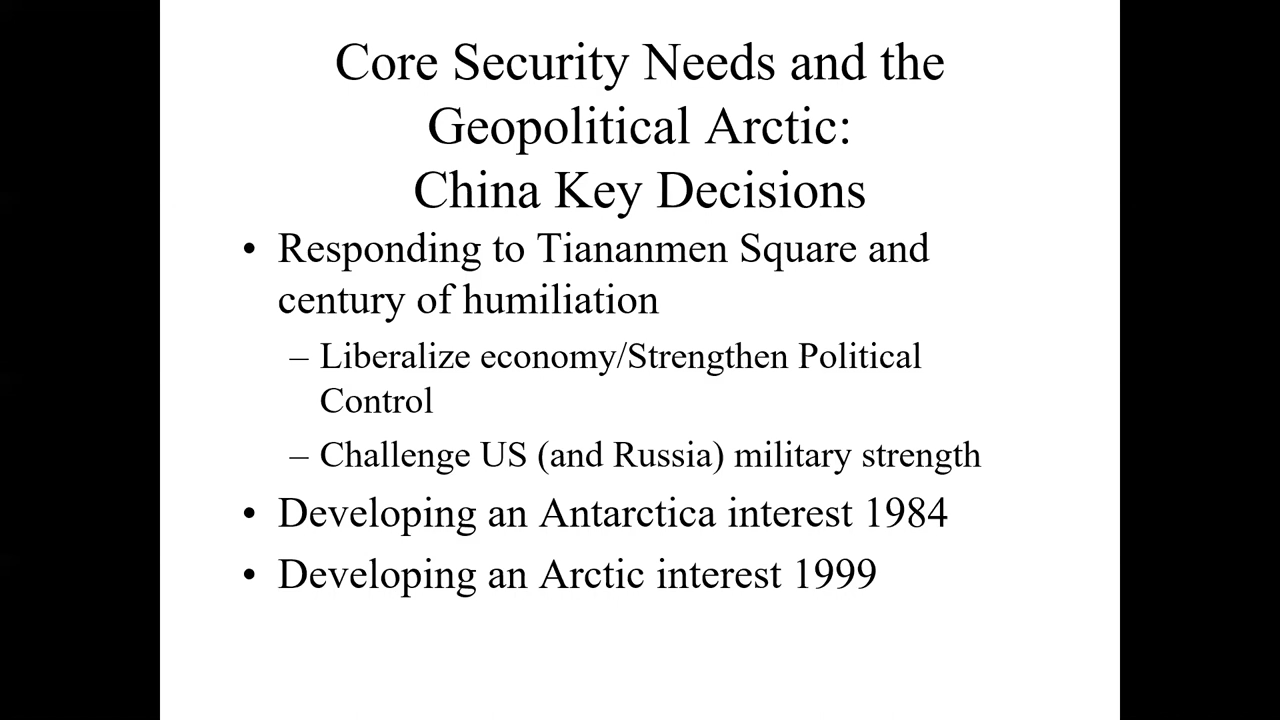 Core Security Needs and the
Geopolitical Arctic:
China Key Decisions
• Responding to Tiananmen Square and
century of humiliation
– Liberalize economy/Strengthen Political
Control
– Challenge US (and Russia) military strength
• Developing an Antarctica interest 1984
• Developing an Arctic interest 1999